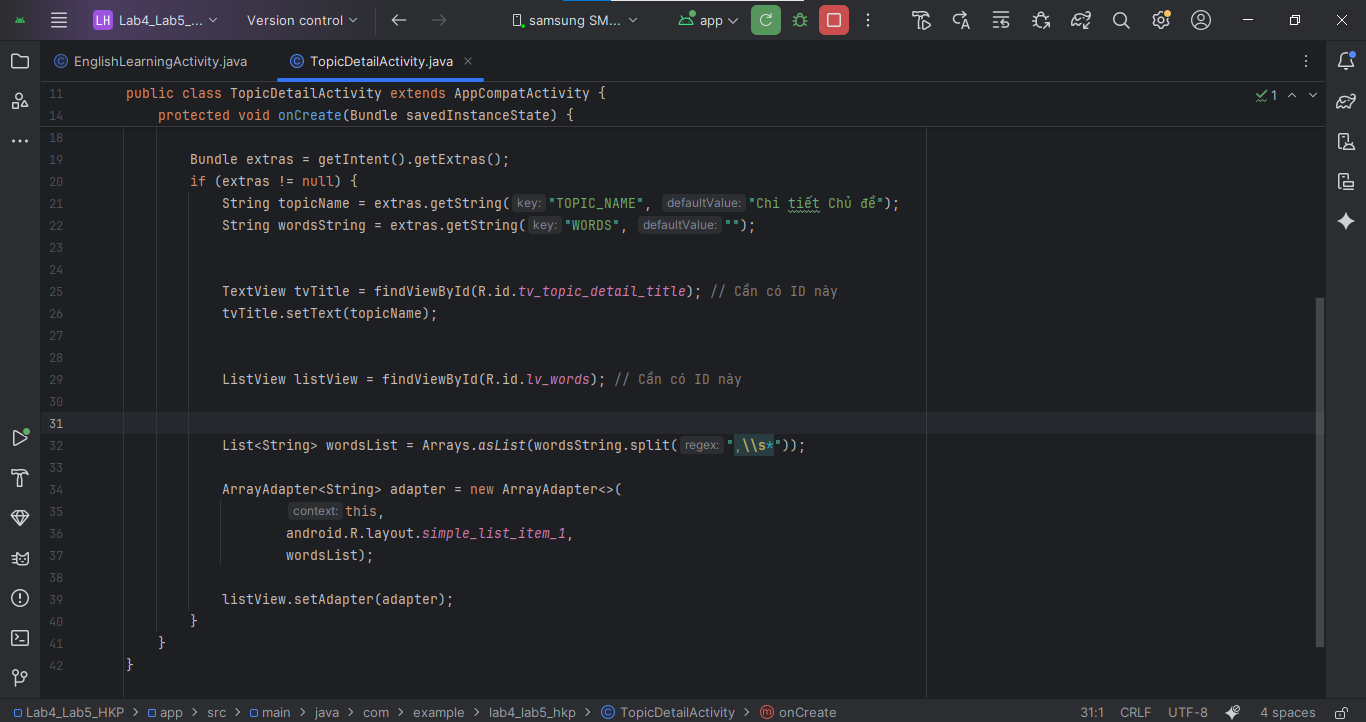 LH Lab4_Lab5_... Version control samsung SM... app
EnglishLearningActivity.java TopicDetailActivity.java
11 public class TopicDetailActivity extends AppCompatActivity { 1
14 protected void onCreate(Bundle savedInstanceState) {
18
19 Bundle extras = getIntent().getExtras();
20 if (extras != null) {
21 String topicName = extras.getString( key: "TOPIC_NAME", defaultValue: "Chi tiết Chủ đề");
22 String wordsString = extras.getString( key: "WORDS", defaultValue: "");
23
24
25 TextView tvTitle = findViewById(R.id.tv_topic_detail_title); // Cần có ID này
26 tvTitle.setText(topicName);
27
28
29 ListView listView = findViewById(R.id.lv_words); // Cần có ID này
30
31
32 List<String> wordsList = Arrays.asList(wordsString.split( regex: ",\\s*"));
33
34 ArrayAdapter<String> adapter = new ArrayAdapter<>(
35 context: this,
36 android.R.layout.simple_list_item_1,
37 wordsList);
38
39 listView.setAdapter(adapter);
40 }
41 }
42 }
Lab4_Lab5_HKP > app > src > main > java > com > example > lab4_lab5_hkp > TopicDetailActivity > onCreate 31:1 CRLF UTF-8 4 spaces